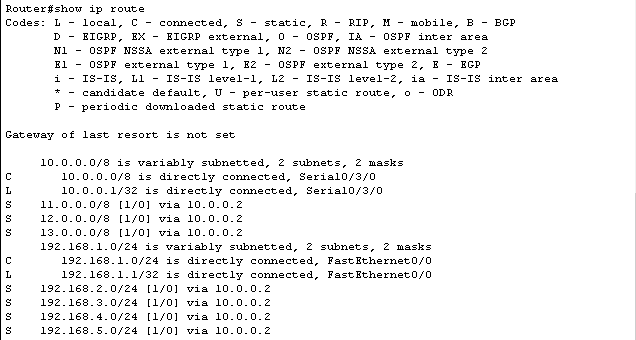 Router#show ip route
Codes: L - local, C - connected, S - static, R - RIP, M - mobile, B - BGP
D - EIGRP, EX - EIGRP external, O - OSPF, IA - OSPF inter area
N1 - OSPF NSSA external type 1, N2 - OSPF NSSA external type 2
E1 - OSPF external type 1, E2 - OSPF external type 2, E - EGP
i - IS-IS, L1 - IS-IS level-1, L2 - IS-IS level-2, ia - IS-IS inter area
* - candidate default, U - per-user static route, o - ODR
P - periodic downloaded static route
Gateway of last resort is not set
10.0.0.0/8 is variably subnetted, 2 subnets, 2 masks
C 10.0.0.0/8 is directly connected, Serial0/3/0
L 10.0.0.1/32 is directly connected, Serial0/3/0
S 11.0.0.0/8 [1/0] via 10.0.0.2
S 12.0.0.0/8 [1/0] via 10.0.0.2
S 13.0.0.0/8 [1/0] via 10.0.0.2
192.168.1.0/24 is variably subnetted, 2 subnets, 2 masks
C 192.168.1.0/24 is directly connected, FastEthernet0/0
L 192.168.1.1/32 is directly connected, FastEthernet0/0
S 192.168.2.0/24 [1/0] via 10.0.0.2
S 192.168.3.0/24 [1/0] via 10.0.0.2
S 192.168.4.0/24 [1/0] via 10.0.0.2
S 192.168.5.0/24 [1/0] via 10.0.0.2